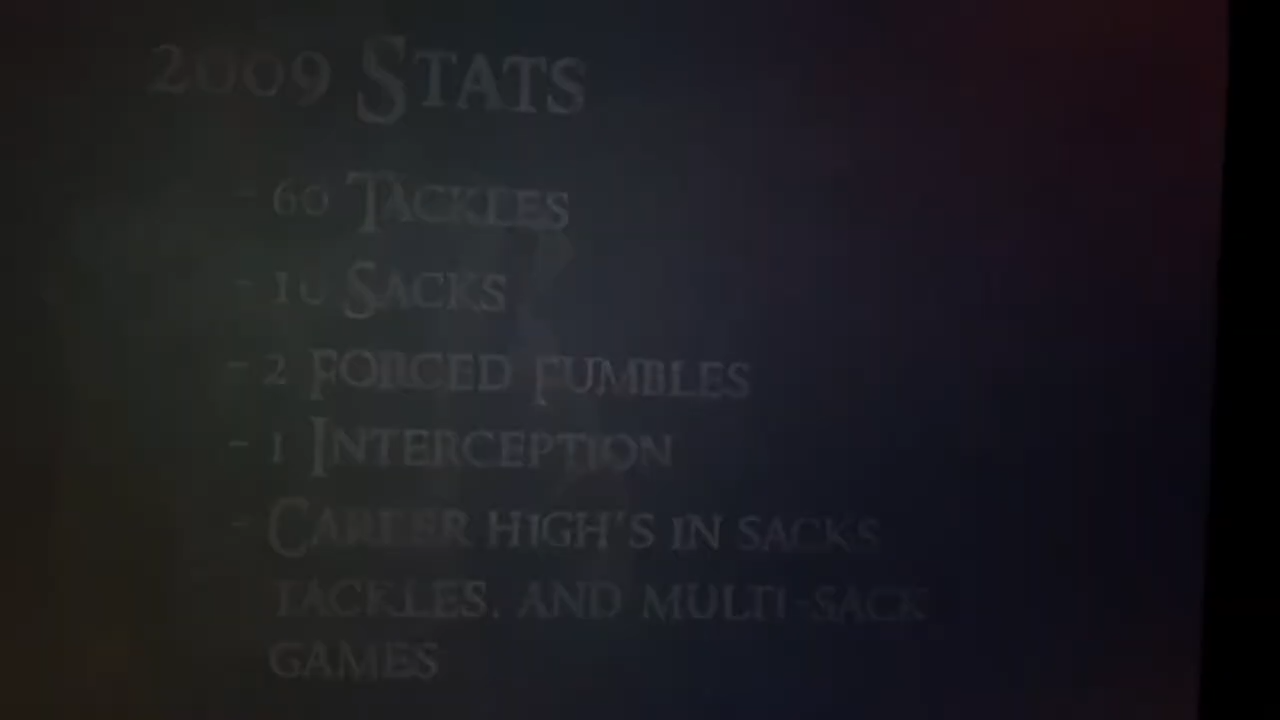 2009 Stats
- 60 Tackles
- 10 Sacks
- 2 Forced Fumbles
- 1 Interception
- Career high's in sacks
tackles, and multi-sack
games